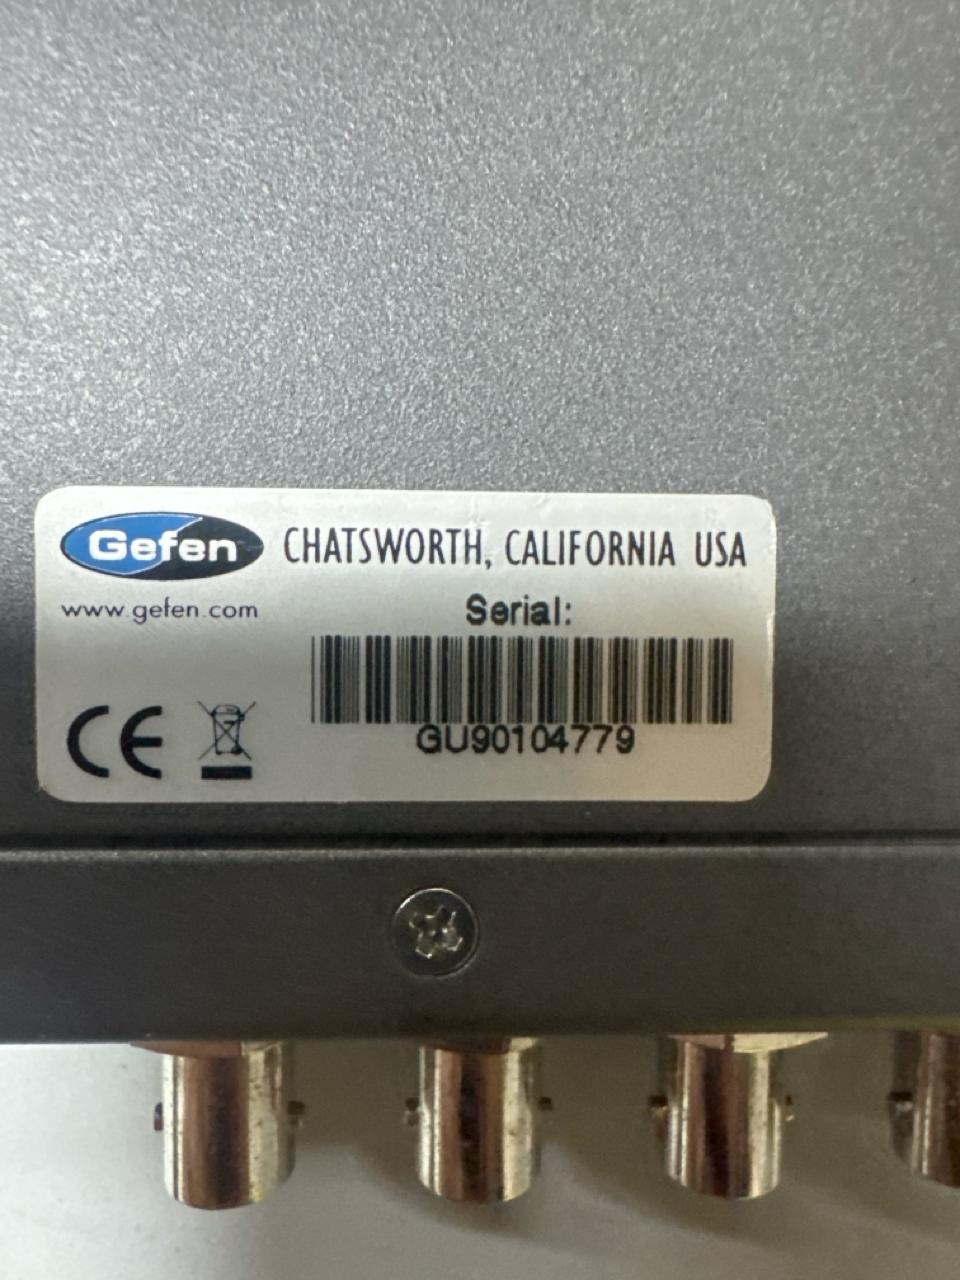 Gefen CHATSWORTH, CALIFORNIA USA
www.gefen.com
Serial:
GU90104779
CE